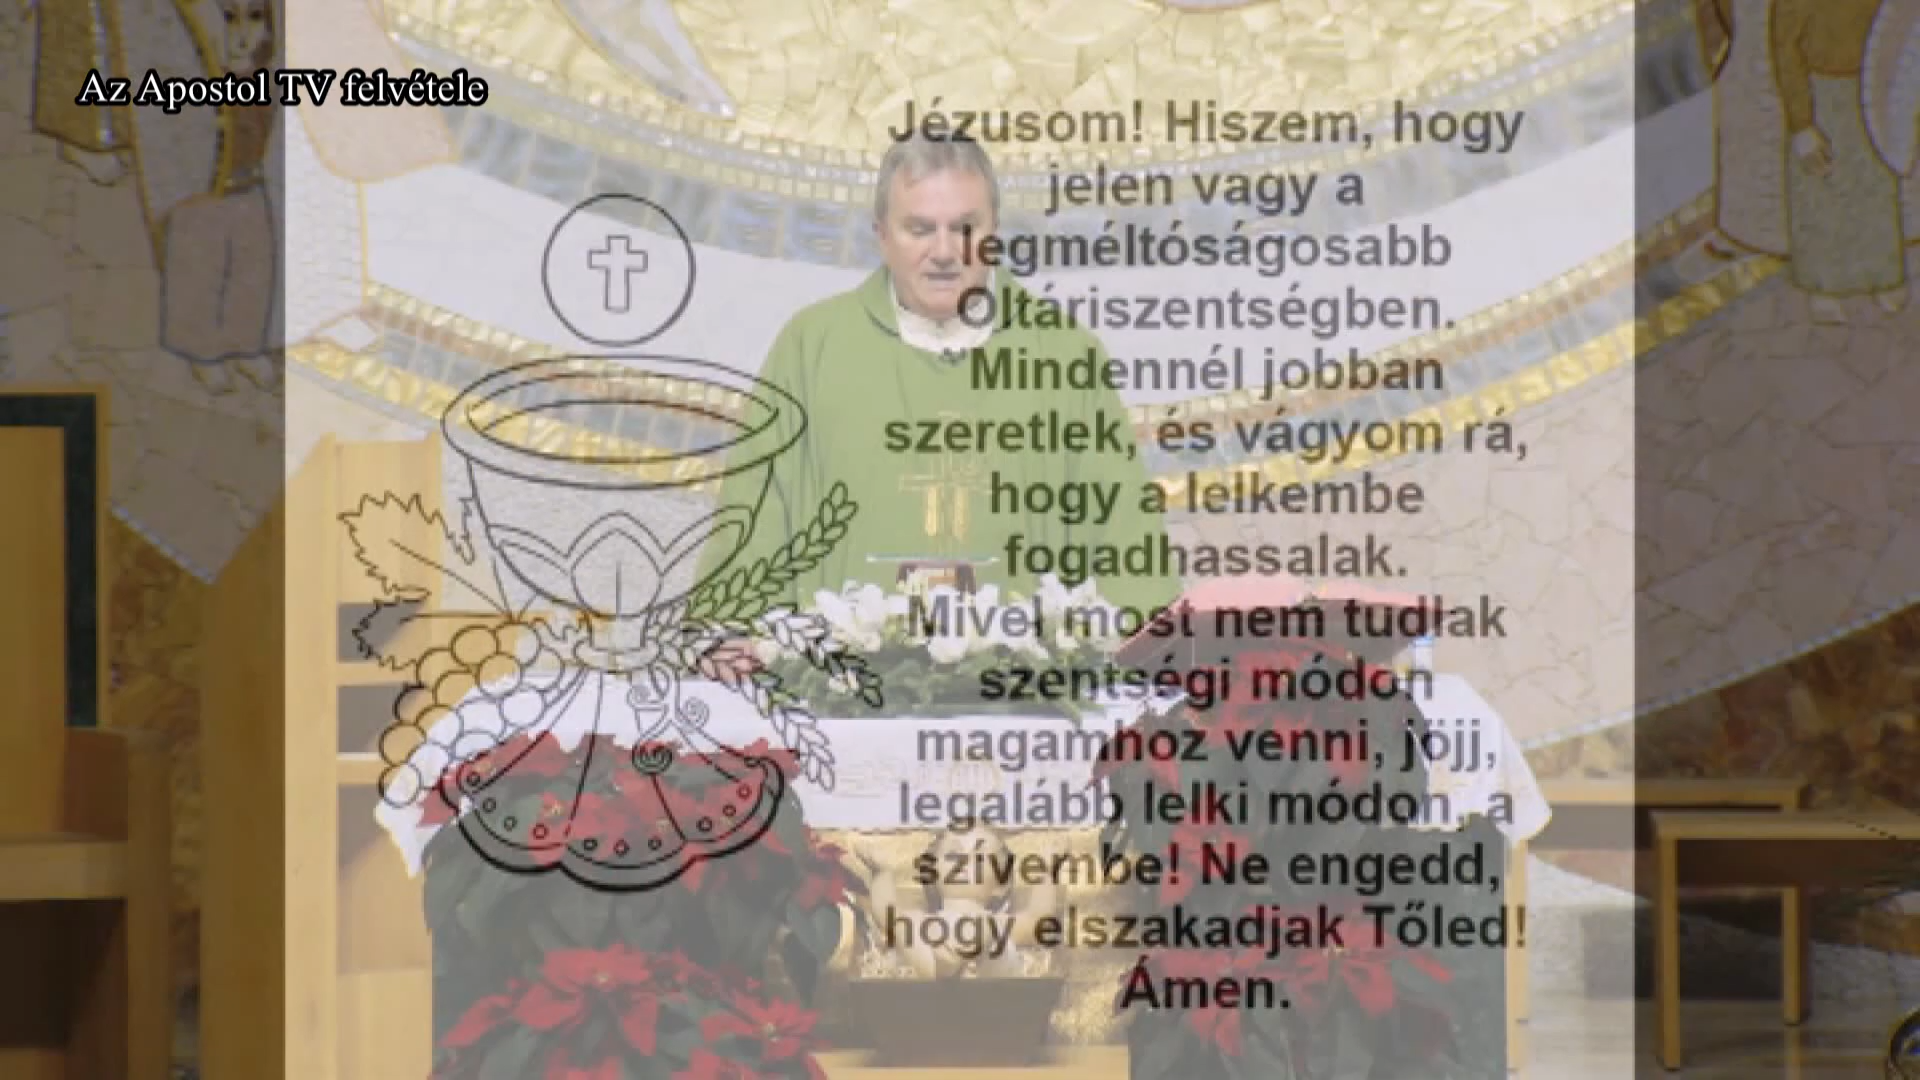 Az Apostol TV felvétele
Jézusom! Hiszem, hogy
jelen vagy a
legméltóságosabb
Oltáriszentségben.
Mindennél jobban
szeretlek, és vágyom rá,
hogy a lelkembe
fogadhassalak.
Mivel most nem tudlak
szentségi módon
magamhoz venni, jöjj,
legalább lelki módon, a
szívembe! Ne engedd,
hogy elszakadjak Tőled!
Ámen.